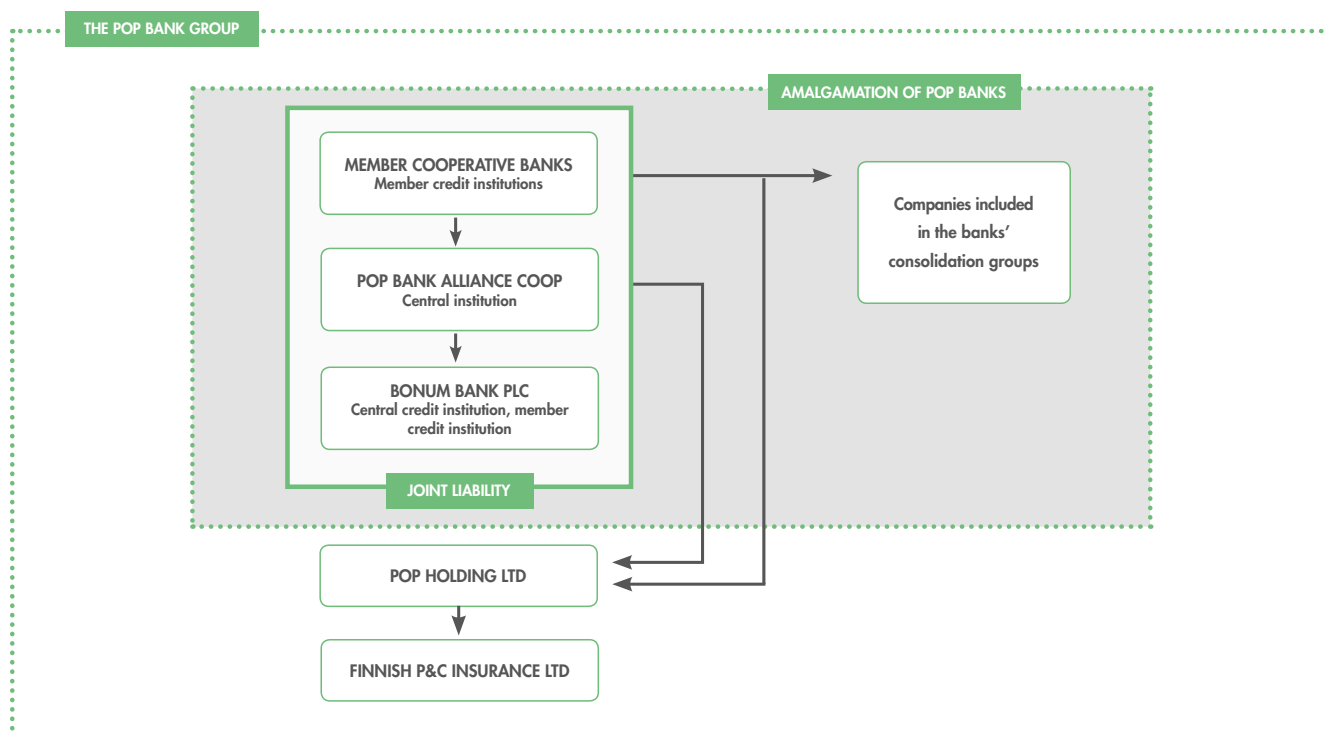 THE POP BANK GROUP
AMALGAMATION OF POP BANKS
MEMBER COOPERATIVE BANKS
Member credit institutions
Companies included
in the banks’
consolidation groups
POP BANK ALLIANCE COOP
Central institution
BONUM BANK PLC
Central credit institution, member
credit institution
JOINT LIABILITY
POP HOLDING LTD
FINNISH P&C INSURANCE LTD